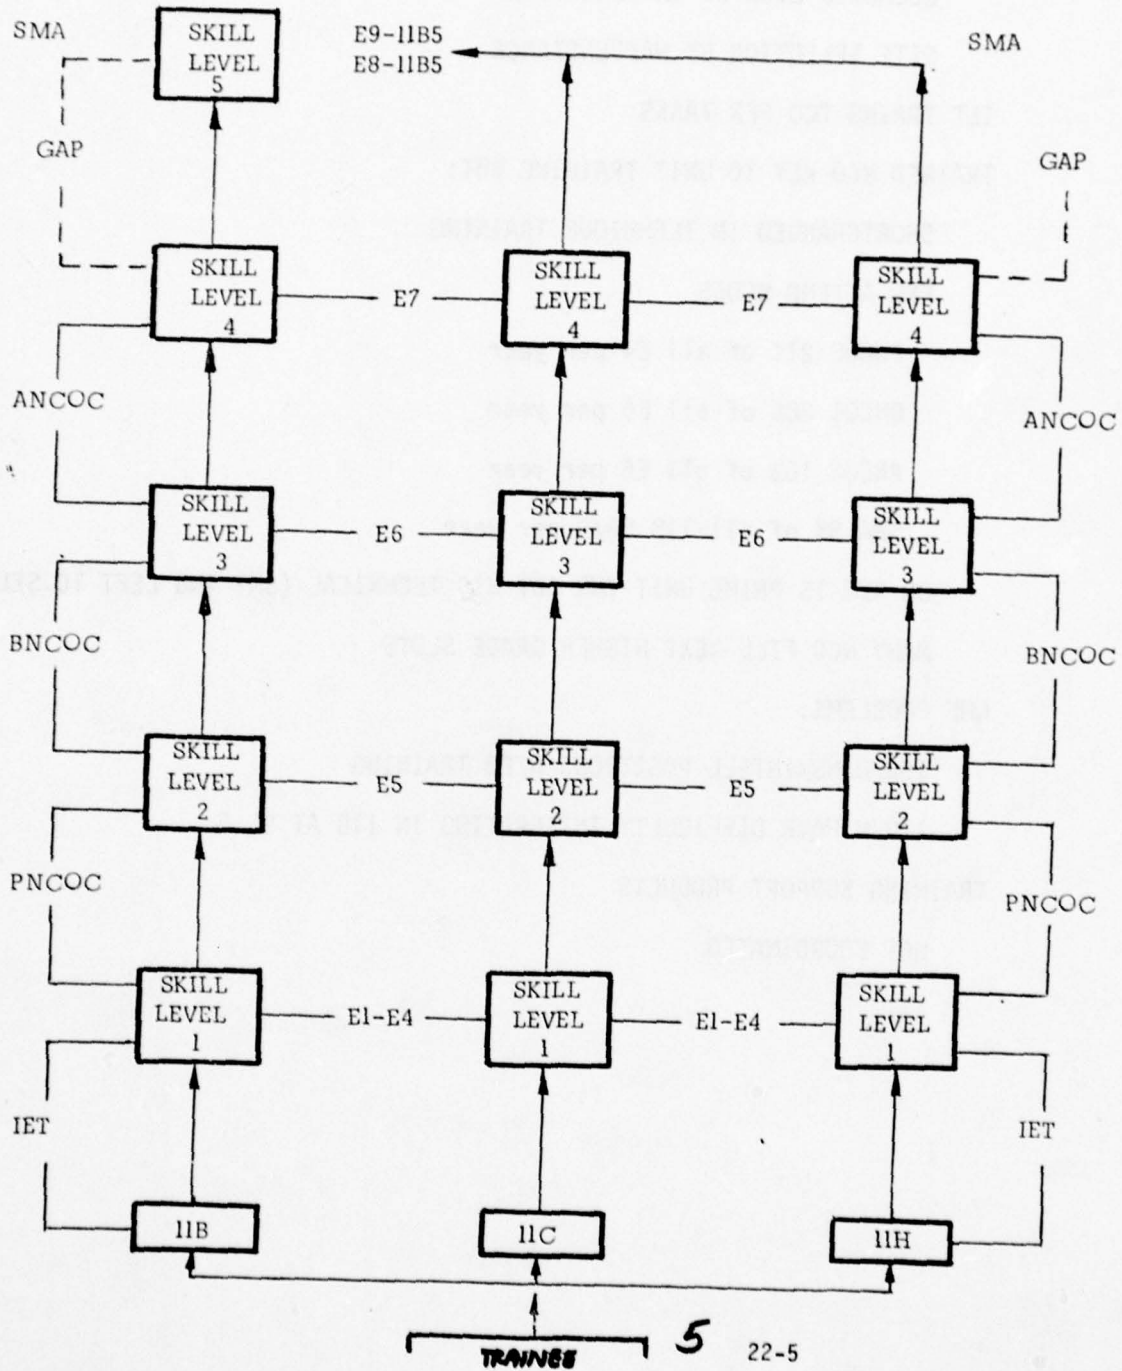 SMA
SKILL
LEVEL
5
E9-11B5
E8-11B5
SMA
GAP
GAP
SKILL
LEVEL
4
E7
SKILL
LEVEL
4
E7
SKILL
LEVEL
4
ANCOC
ANCOC
SKILL
LEVEL
3
E6
SKILL
LEVEL
3
E6
SKILL
LEVEL
3
BNCOC
BNCOC
SKILL
LEVEL
2
E5
SKILL
LEVEL
2
E5
SKILL
LEVEL
2
PNCOC
PNCOC
SKILL
LEVEL
1
E1-E4
SKILL
LEVEL
1
E1-E4
SKILL
LEVEL
1
IET
IET
11B
11C
11H
TRAINEE
5
22-5